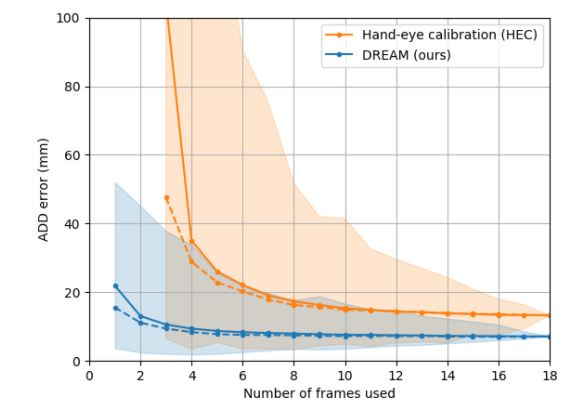 100
80
60
40
20
0
ADD error (mm)
Hand-eye calibration (HEC)
DREAM (ours)
0 2 4 6 8 10 12 14 16 18
Number of frames used